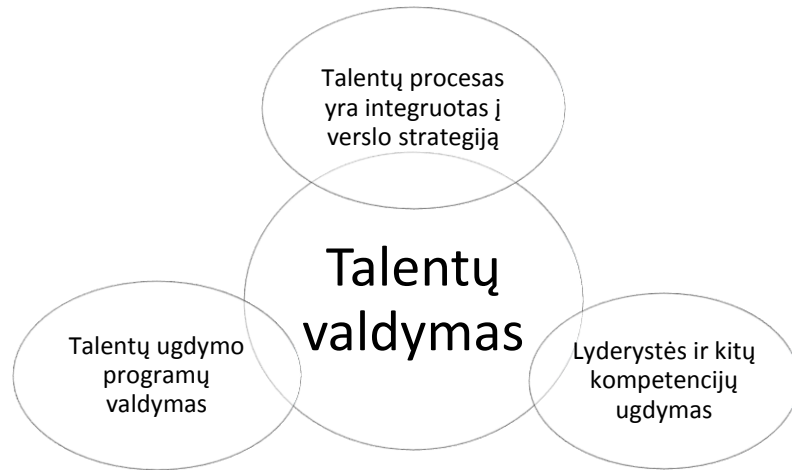 Talentų procesas
yra integruotas į
verslo strategiją
Talentų
valdymas
Talentų ugdymo
programų
valdymas
Lyderystės ir kitų
kompetencijų
ugdymas